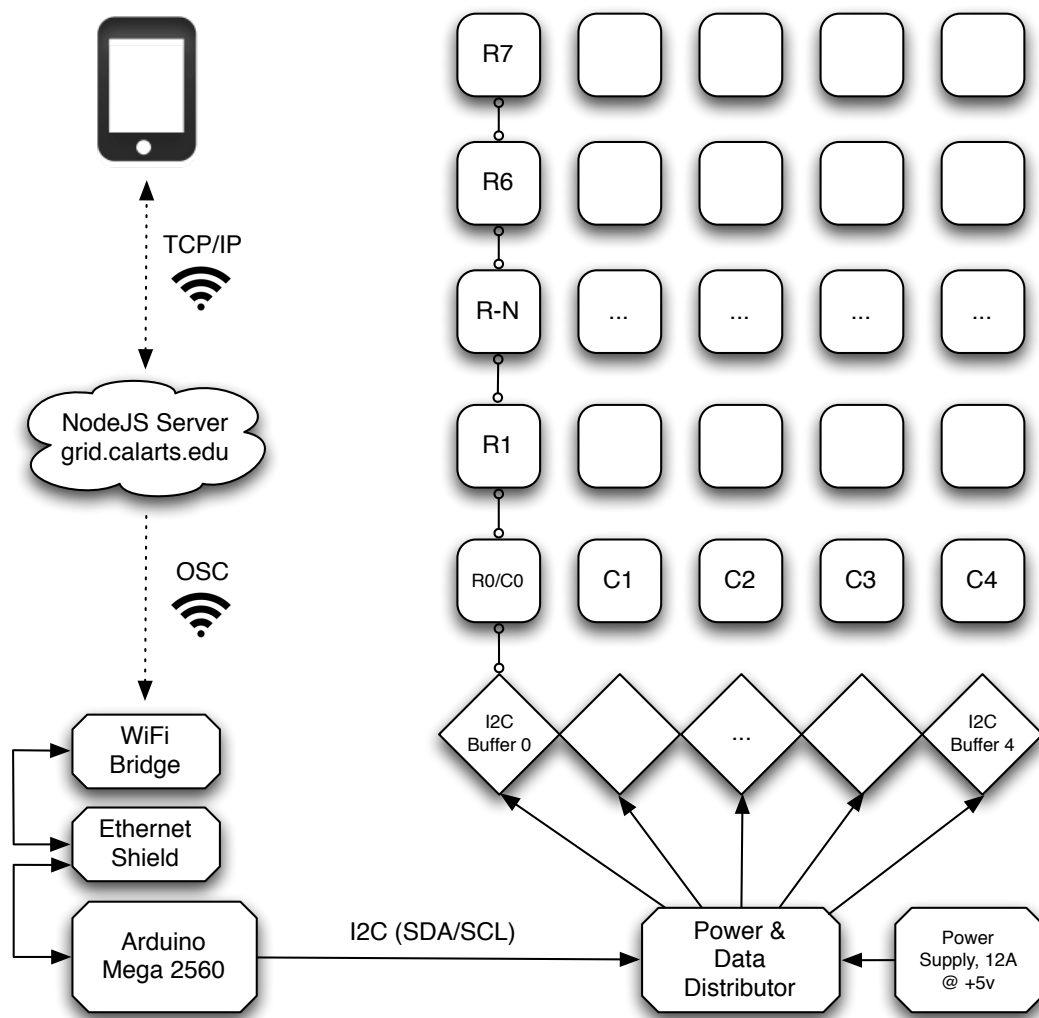 R7
R6
TCP/IP
R-N
...
...
...
...
NodeJS Server
grid.calarts.edu
R1
OSC
R0/C0
C1
C2
C3
C4
WiFi
Bridge
I2C
Buffer 0
...
I2C
Buffer 4
Ethernet
Shield
Arduino
Mega 2560
I2C (SDA/SCL)
Power &
Data
Distributor
Power
Supply, 12A
@ +5v